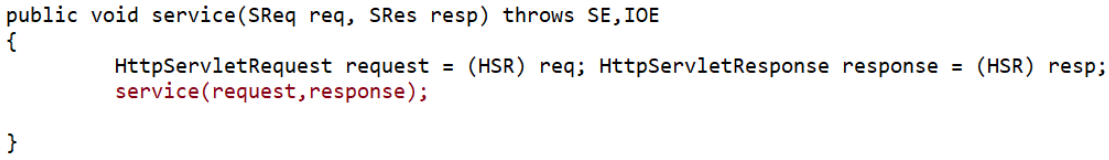 public void service(SReq req, SRes resp) throws SE,IOE
{
HttpServletRequest request = (HSR) req; HttpServletResponse response = (HSR) resp;
service(request,response);
}